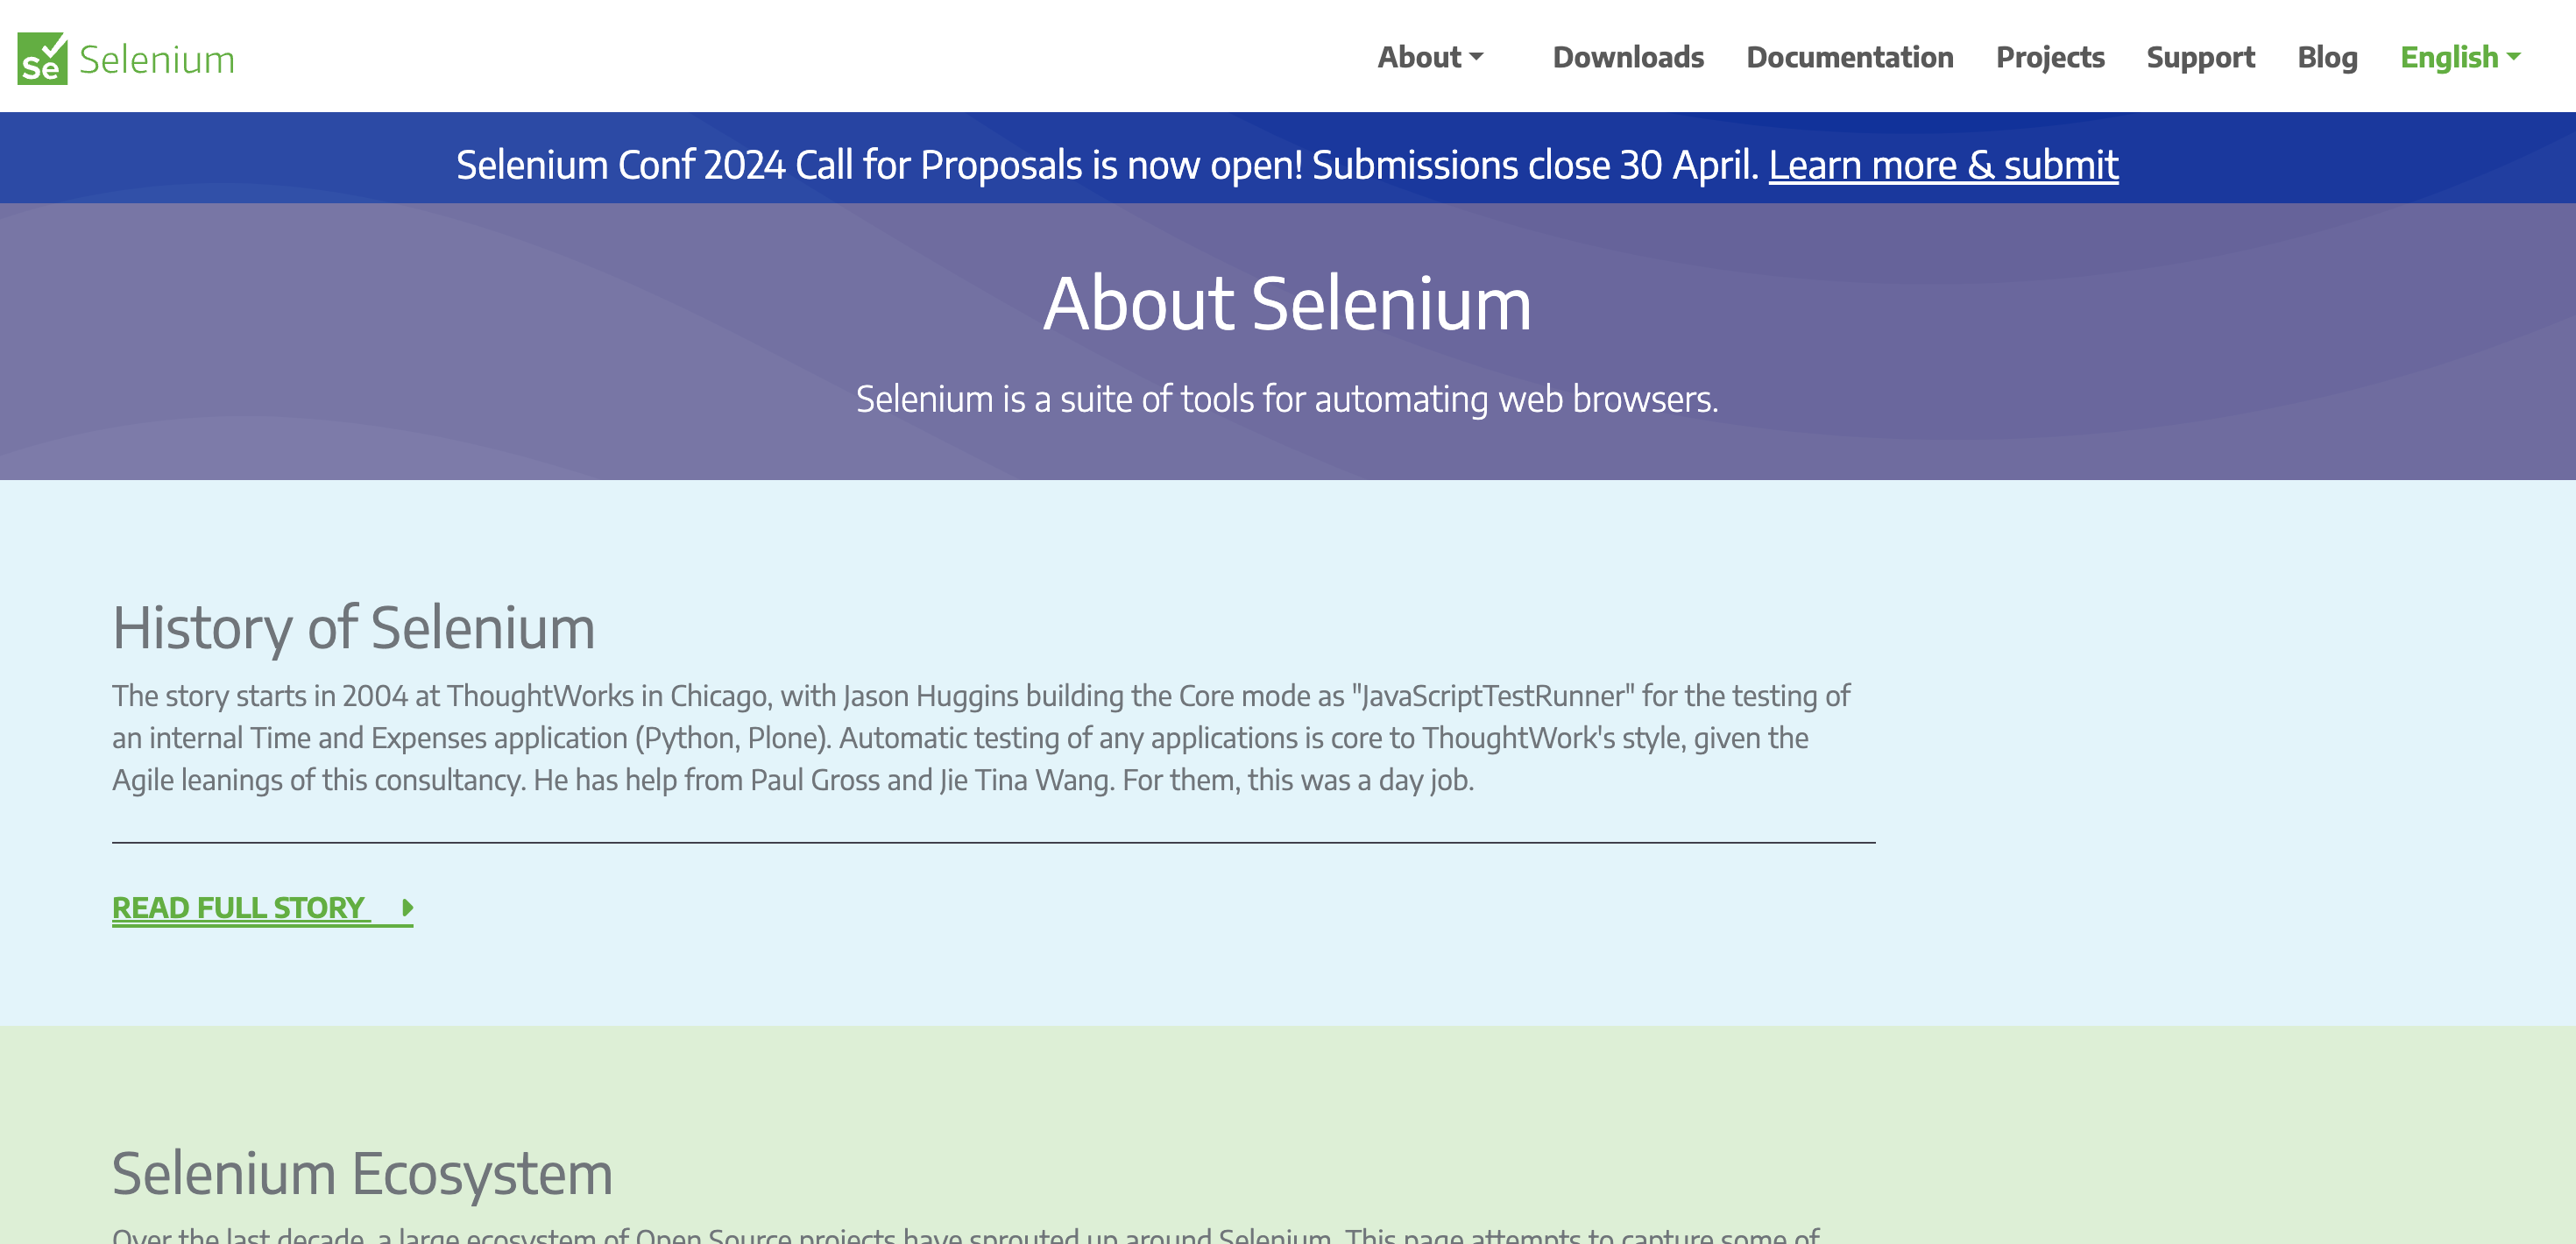 Se Selenium
About Downloads Documentation Projects Support Blog English
Selenium Conf 2024 Call for Proposals is now open! Submissions close 30 April. Learn more & submit
About Selenium
Selenium is a suite of tools for automating web browsers.
History of Selenium
The story starts in 2004 at ThoughtWorks in Chicago, with Jason Huggins building the Core mode as "JavaScriptTestRunner" for the testing of
an internal Time and Expenses application (Python, Plone). Automatic testing of any applications is core to ThoughtWork's style, given the
Agile leanings of this consultancy. He has help from Paul Gross and Jie Tina Wang. For them, this was a day job.
READ FULL STORY
Selenium Ecosystem
Over the last decade, a large ecosystem of Open Source projects have sprouted up around Selenium. This page attempts to capture some of